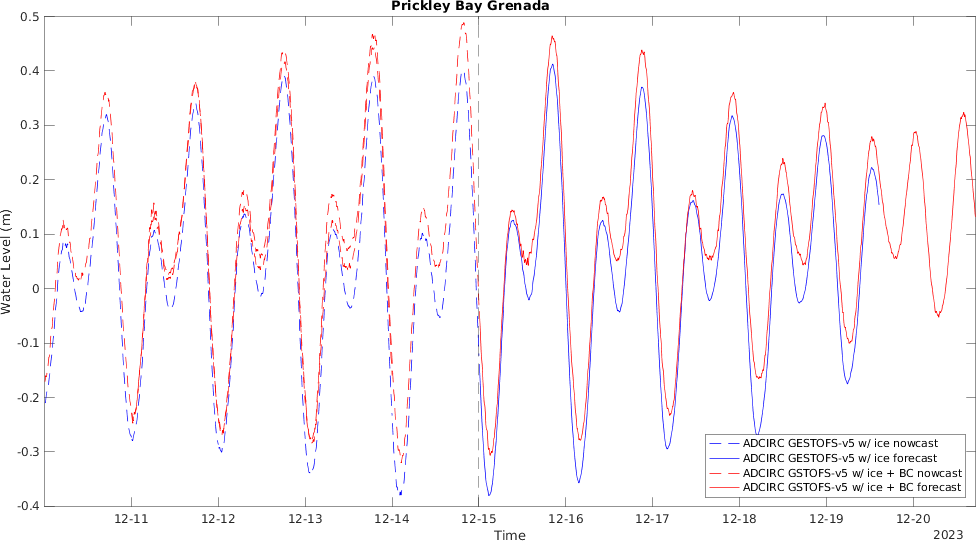 Prickley Bay Grenada
0.5
0.4
0.3
0.2
0.1
0
-0.1
-0.2
-0.3
-0.4
Water Level (m)
ADCIRC GESTOFS-v5 w/ ice nowcast
ADCIRC GESTOFS-v5 w/ ice forecast
ADCIRC GSTOFS-v5 w/ ice + BC nowcast
ADCIRC GSTOFS-v5 w/ ice + BC forecast
12-11 12-12 12-13 12-14 12-15 12-16 12-17 12-18 12-19 12-20
Time
2023